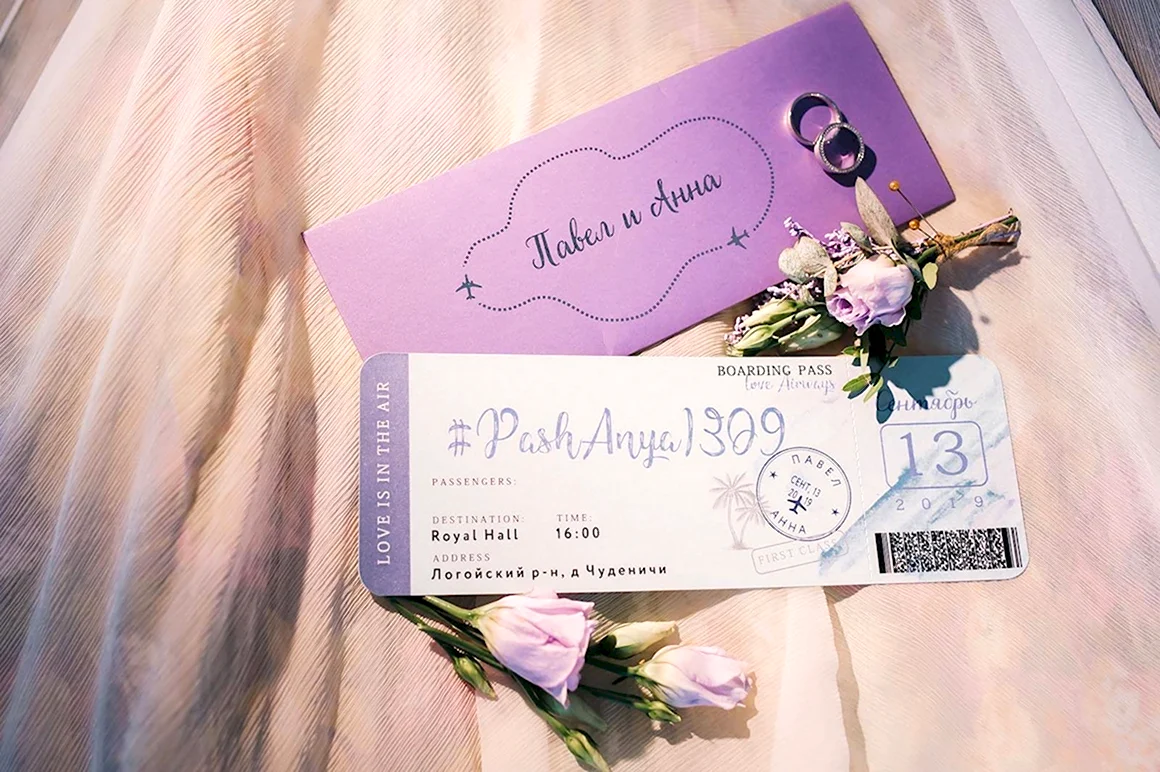 Павел и Анна
LOVE IS IN THE AIR
BOARDING PASS
Love Airways
#PashAnya1309
PASSENGERS:
DESTINATION:
Royal Hall
TIME:
16:00
ADDRESS
Логойский р-н, д Чуденичи
ПАВЕЛ
СЕНТ, 13
2019
АННА
FIRST CLASS
Сентябрь
13
2019